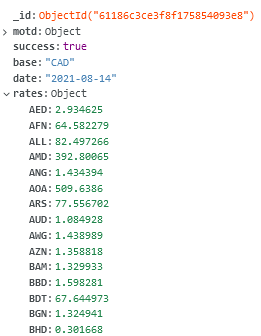 _id: ObjectId("61186c3ce3f8f175854093e8")
motd: Object
success: true
base: "CAD"
date: "2021-08-14"
rates: Object
AED: 2.934625
AFN: 64.582279
ALL: 82.497266
AMD: 392.80065
ANG: 1.434394
AOA: 509.6386
ARS: 77.556702
AUD: 1.084928
AWG: 1.438989
AZN: 1.358818
BAM: 1.329933
BBD: 1.598281
BDT: 67.644973
BGN: 1.324941
BHD: 0.301668